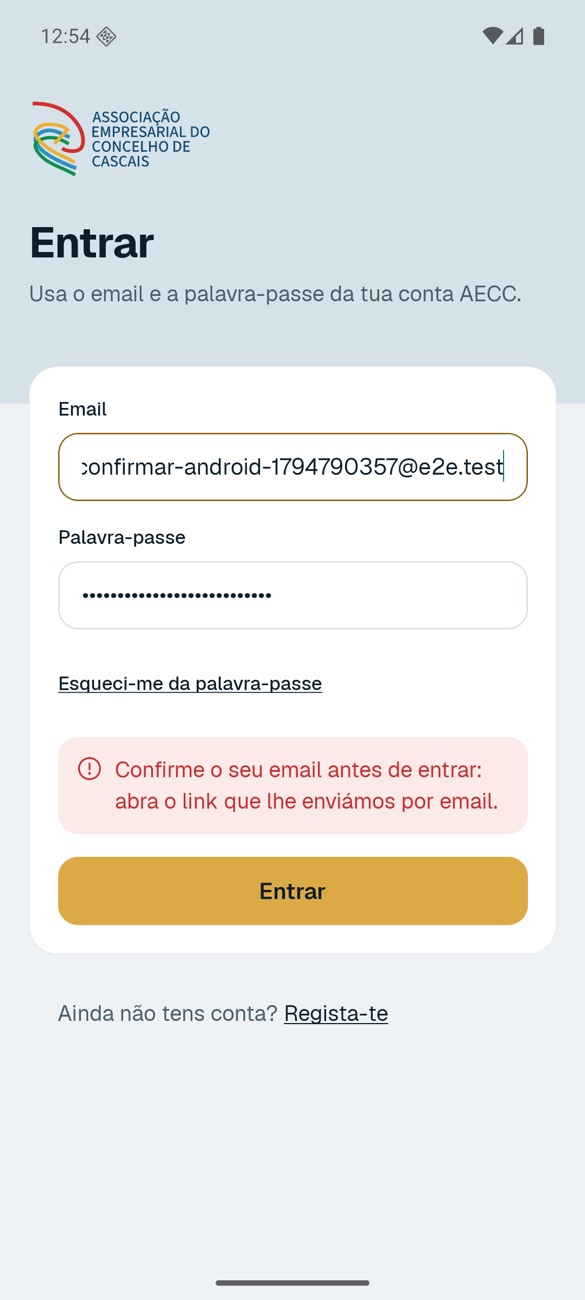 12:54
ASSOCIAÇÃO
EMPRESARIAL DO
CONCELHO DE
CASCAIS
Entrar
Usa o email e a palavra-passe da tua conta AECC.
Email
confirmar-android-1794790357@e2e.test
Palavra-passe
•••••••••••••••••••••••••••
Esqueci-me da palavra-passe
Confirme o seu email antes de entrar:
abra o link que lhe enviámos por email.
Entrar
Ainda não tens conta? Regista-te